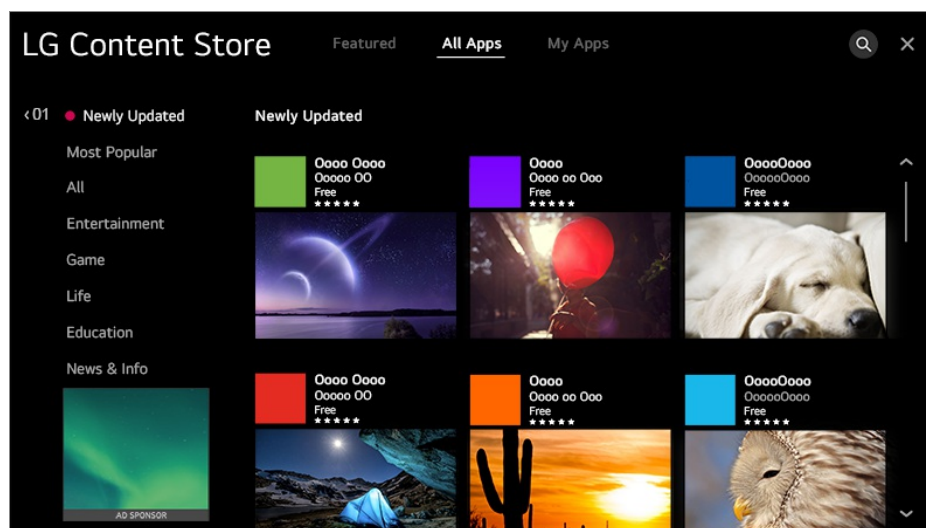 LG Content Store
Featured
All Apps
My Apps
‹01
Newly Updated
Most Popular
All
Entertainment
Game
Life
Education
News & Info
AD SPONSOR
Newly Updated
Oooo Oooo
Ooooo OO
Free
★★★★★
Oooo
Oooo oo Ooo
Free
★★★★★
OoooOooo
OooooOooo
Free
★★★★★
Oooo Oooo
Ooooo OO
Free
★★★★★
Oooo
Oooo oo Ooo
Free
★★★★★
OoooOooo
OooooOooo
Free
★★★★★